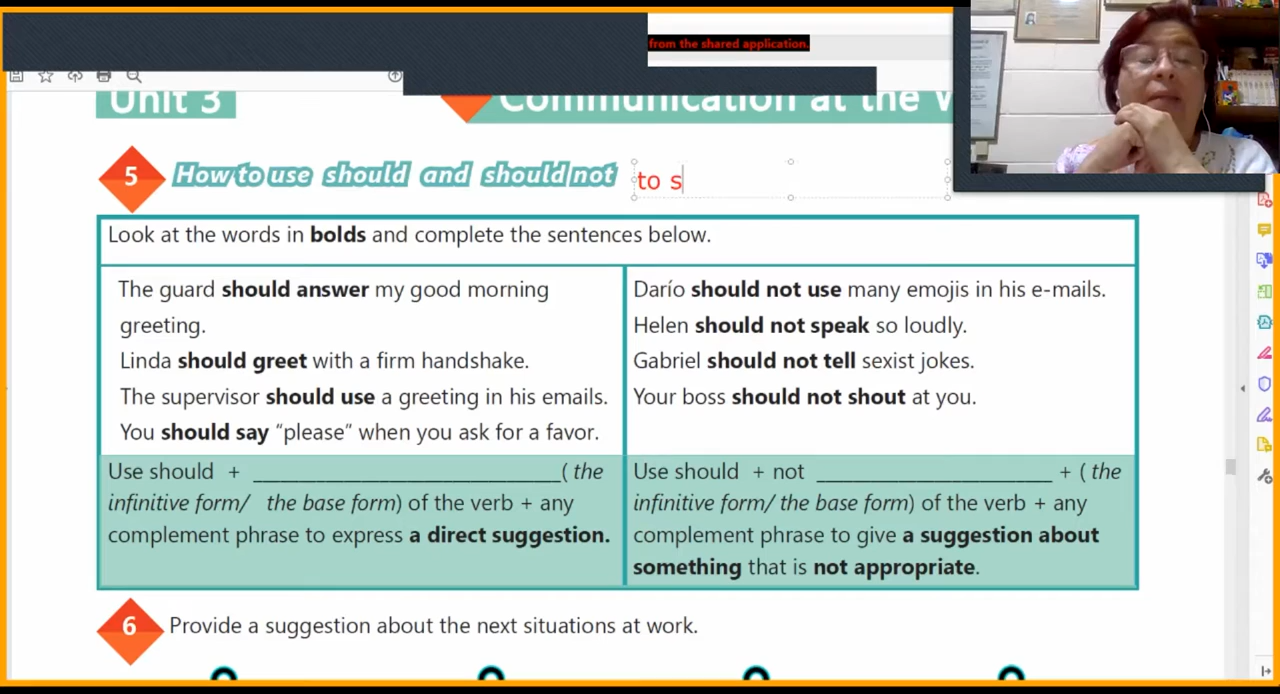 from the shared application.
Unit 3
Communication at the
5
How to use should and should not
to s
Look at the words in bolds and complete the sentences below.
The guard should answer my good morning
greeting.
Linda should greet with a firm handshake.
The supervisor should use a greeting in his emails.
You should say “please” when you ask for a favor.
Darío should not use many emojis in his e-mails.
Helen should not speak so loudly.
Gabriel should not tell sexist jokes.
Your boss should not shout at you.
Use should + ____________________________ ( the
infinitive form/ the base form) of the verb + any
complement phrase to express a direct suggestion.
Use should + not _____________________ + ( the
infinitive form/ the base form) of the verb + any
complement phrase to give a suggestion about
something that is not appropriate.
6
Provide a suggestion about the next situations at work.